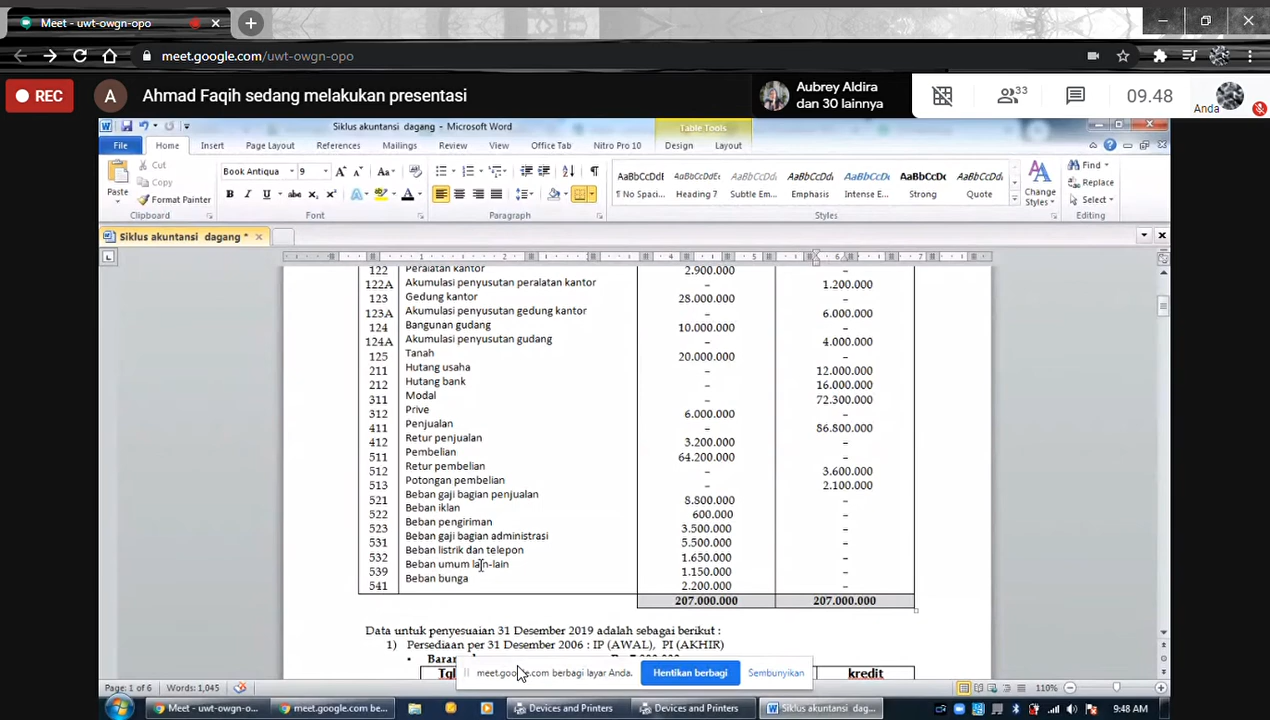 Meet - uwt-owgn-opo
meet.google.com/uwt-owgn-opo
REC
A
Ahmad Faqih sedang melakukan presentasi
Aubrey Aldira
dan 30 lainnya
33
09.48
Anda
Siklus akuntansi dagang - Microsoft Word
Table Tools
File Home Insert Page Layout References Mailings Review View Office Tab Nitro Pro 10 Design Layout
Cut
Copy
Format Painter
Paste
Clipboard
Book Antiqua 9
Font
Paragraph
AaBbCcDc AaBbCc AaBbCcDd AaBbCcDc AaBbCcDc AaBbCcDc AaBbCcDd
¶ No Spaci... Heading 7 Subtle Em... Emphasis Intense E... Strong Quote
Change
Styles
Styles
Find
Replace
Select
Editing
Siklus akuntansi dagang *
122 Peralatan kantor 2.900.000 –
122A Akumulasi penyusutan peralatan kantor – 1.200.000
123 Gedung kantor 28.000.000 –
123A Akumulasi penyusutan gedung kantor – 6.000.000
124 Bangunan gudang 10.000.000 –
124A Akumulasi penyusutan gudang – 4.000.000
125 Tanah 20.000.000 –
211 Hutang usaha – 12.000.000
212 Hutang bank – 16.000.000
311 Modal – 72.300.000
312 Prive 6.000.000 –
411 Penjualan – 86.800.000
412 Retur penjualan 3.200.000 –
511 Pembelian 64.200.000 –
512 Retur pembelian – 3.600.000
513 Potongan pembelian – 2.100.000
521 Beban gaji bagian penjualan 8.800.000 –
522 Beban iklan 600.000 –
523 Beban pengiriman 3.500.000 –
531 Beban gaji bagian administrasi 5.500.000 –
532 Beban listrik dan telepon 1.650.000 –
539 Beban umum lain-lain 1.150.000 –
541 Beban bunga 2.200.000 –
207.000.000 207.000.000
Data untuk penyesuaian 31 Desember 2019 adalah sebagai berikut :
1) Persediaan per 31 Desember 2006 : IP (AWAL), PI (AKHIR)
kredit
meet.google.com berbagi layar Anda.
Hentikan berbagi
Sembunyikan
Page: 1 of 6 Words: 1,045 110%
Meet - uwt-owgn-o... meet.google.com be... Devices and Printers Devices and Printers Siklus akuntansi dag... 9:48 AM